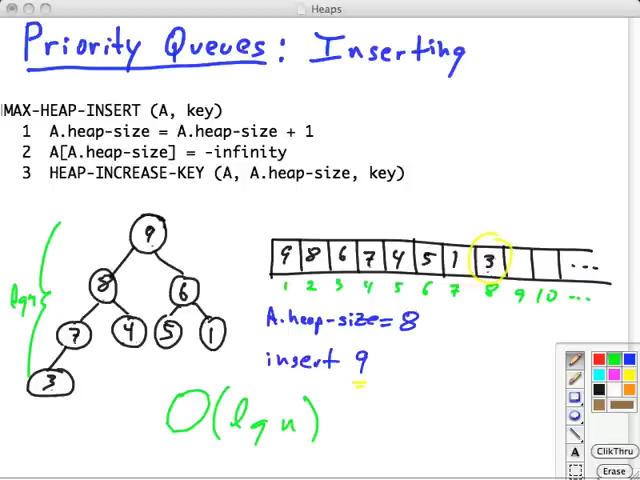 Heaps
Priority Queues: Inserting
MAX-HEAP-INSERT (A, key)
1 A.heap-size = A.heap-size + 1
2 A[A.heap-size] = -infinity
3 HEAP-INCREASE-KEY (A, A.heap-size, key)
9
8 6
7 4 5 1
3
lgn
9 8 6 7 4 5 1 3 ...
1 2 3 4 5 6 7 8 9 10 ...
A.heap-size = 8
insert 9
O(lg n)
A
ClikThru
Erase